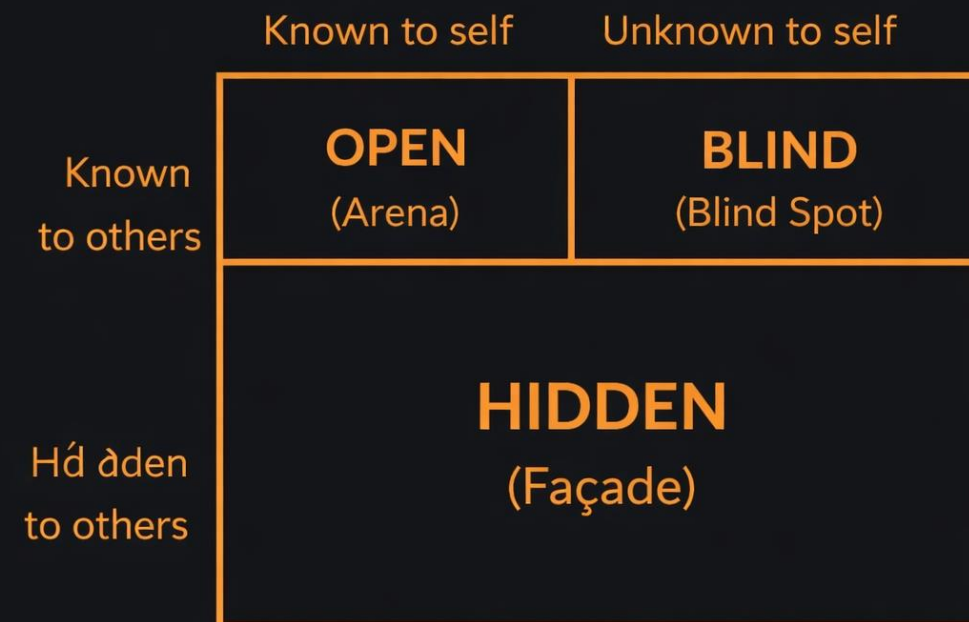 Known to self Unknown to self
OPEN
(Arena)
BLIND
(Blind Spot)
Known
to others
HIDDEN
(Façade)
to others